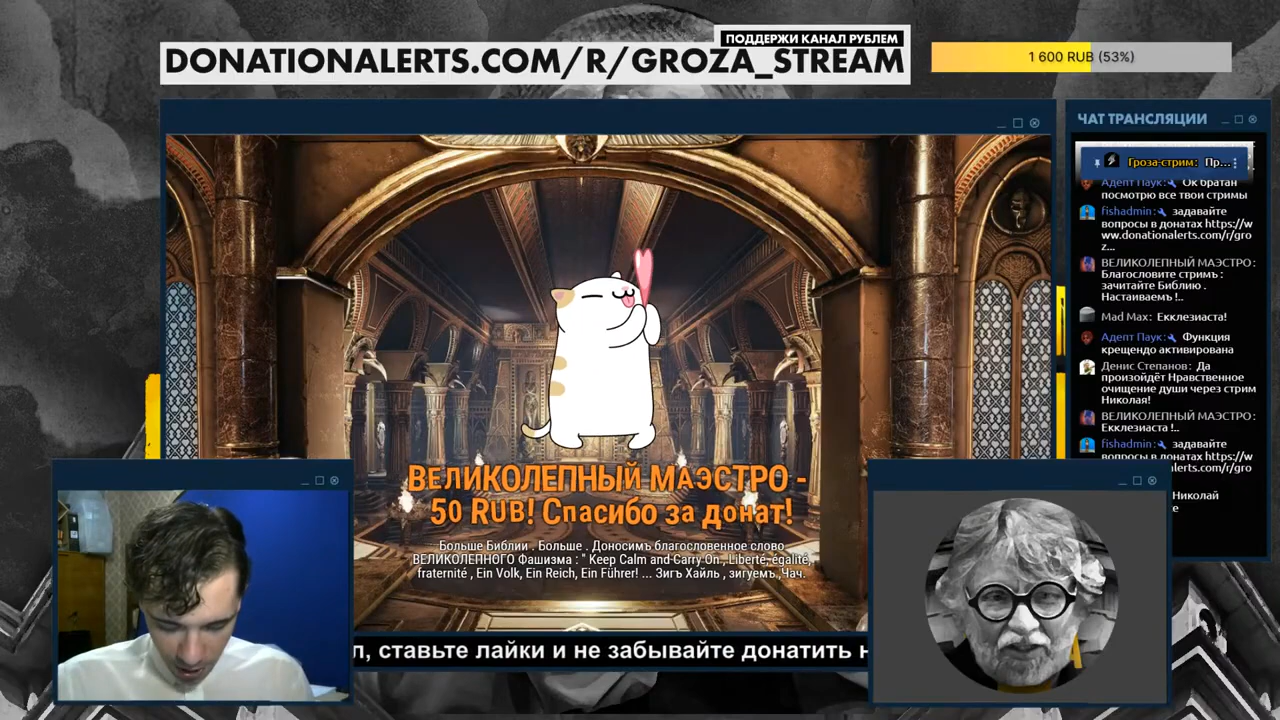 ПОДДЕРЖИ КАНАЛ РУБЛЕМ
DONATIONALERTS.COM/R/GROZA_STREAM
1 600 RUB (53%)
ЧАТ ТРАНСЛЯЦИИ
Гроза-стрим: Пр...
Адепт Паук: Ок братан
посмотрю все твои стримы
fishadmin: задавайте
вопросы в донатах https://w
ww.donationalerts.com/r/gro
z...
ВЕЛИКОЛЕПНЫЙ МАЭСТРО:
Благословите стримъ :
зачитайте Библию .
Настаиваемъ !..
Mad Max: Екклезиаста!
Адепт Паук: Функция
крещендо активирована
Денис Степанов: Да
произойдёт Нравственное
очищение души через стрим
Николая!
ВЕЛИКОЛЕПНЫЙ МАЭСТРО:
Екклезиаста !..
fishadmin: задавайте
вопросы в донатах https://w
alerts.com/r/gro
Николай
ВЕЛИКОЛЕПНЫЙ МАЭСТРО -
50 RUB! Спасибо за донат!
Больше Библии . Больше . Доносимъ благословенное слово
ВЕЛИКОЛЕПНОГО Фашизма : " Keep Calm and Carry On , Liberté, égalité,
fraternité , Ein Volk, Ein Reich, Ein Führer! ... Зигъ Хайль , зигуемъ ,Чач.
л, ставьте лайки и не забывайте донатить н